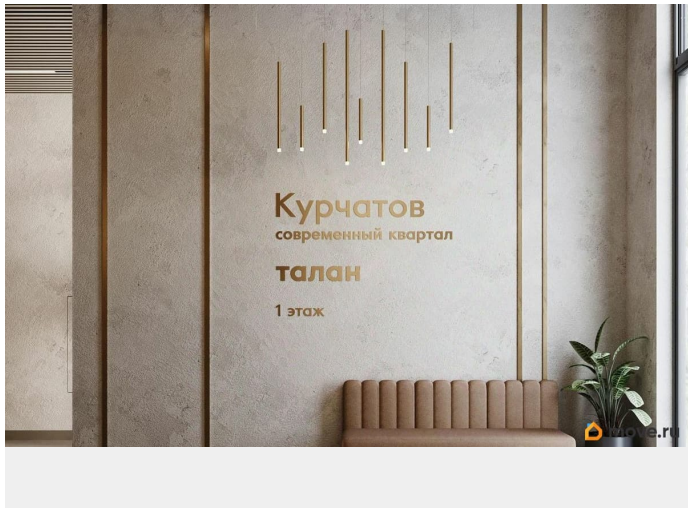 Курчатов
современный квартал
талан
1 этаж
move.ru